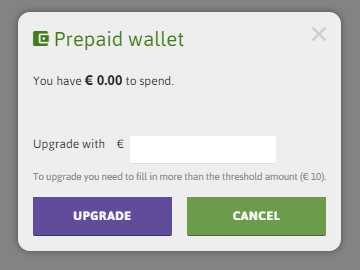 Prepaid wallet
You have € 0.00 to spend.
Upgrade with €
To upgrade you need to fill in more than the threshold amount (€ 10).
UPGRADE CANCEL